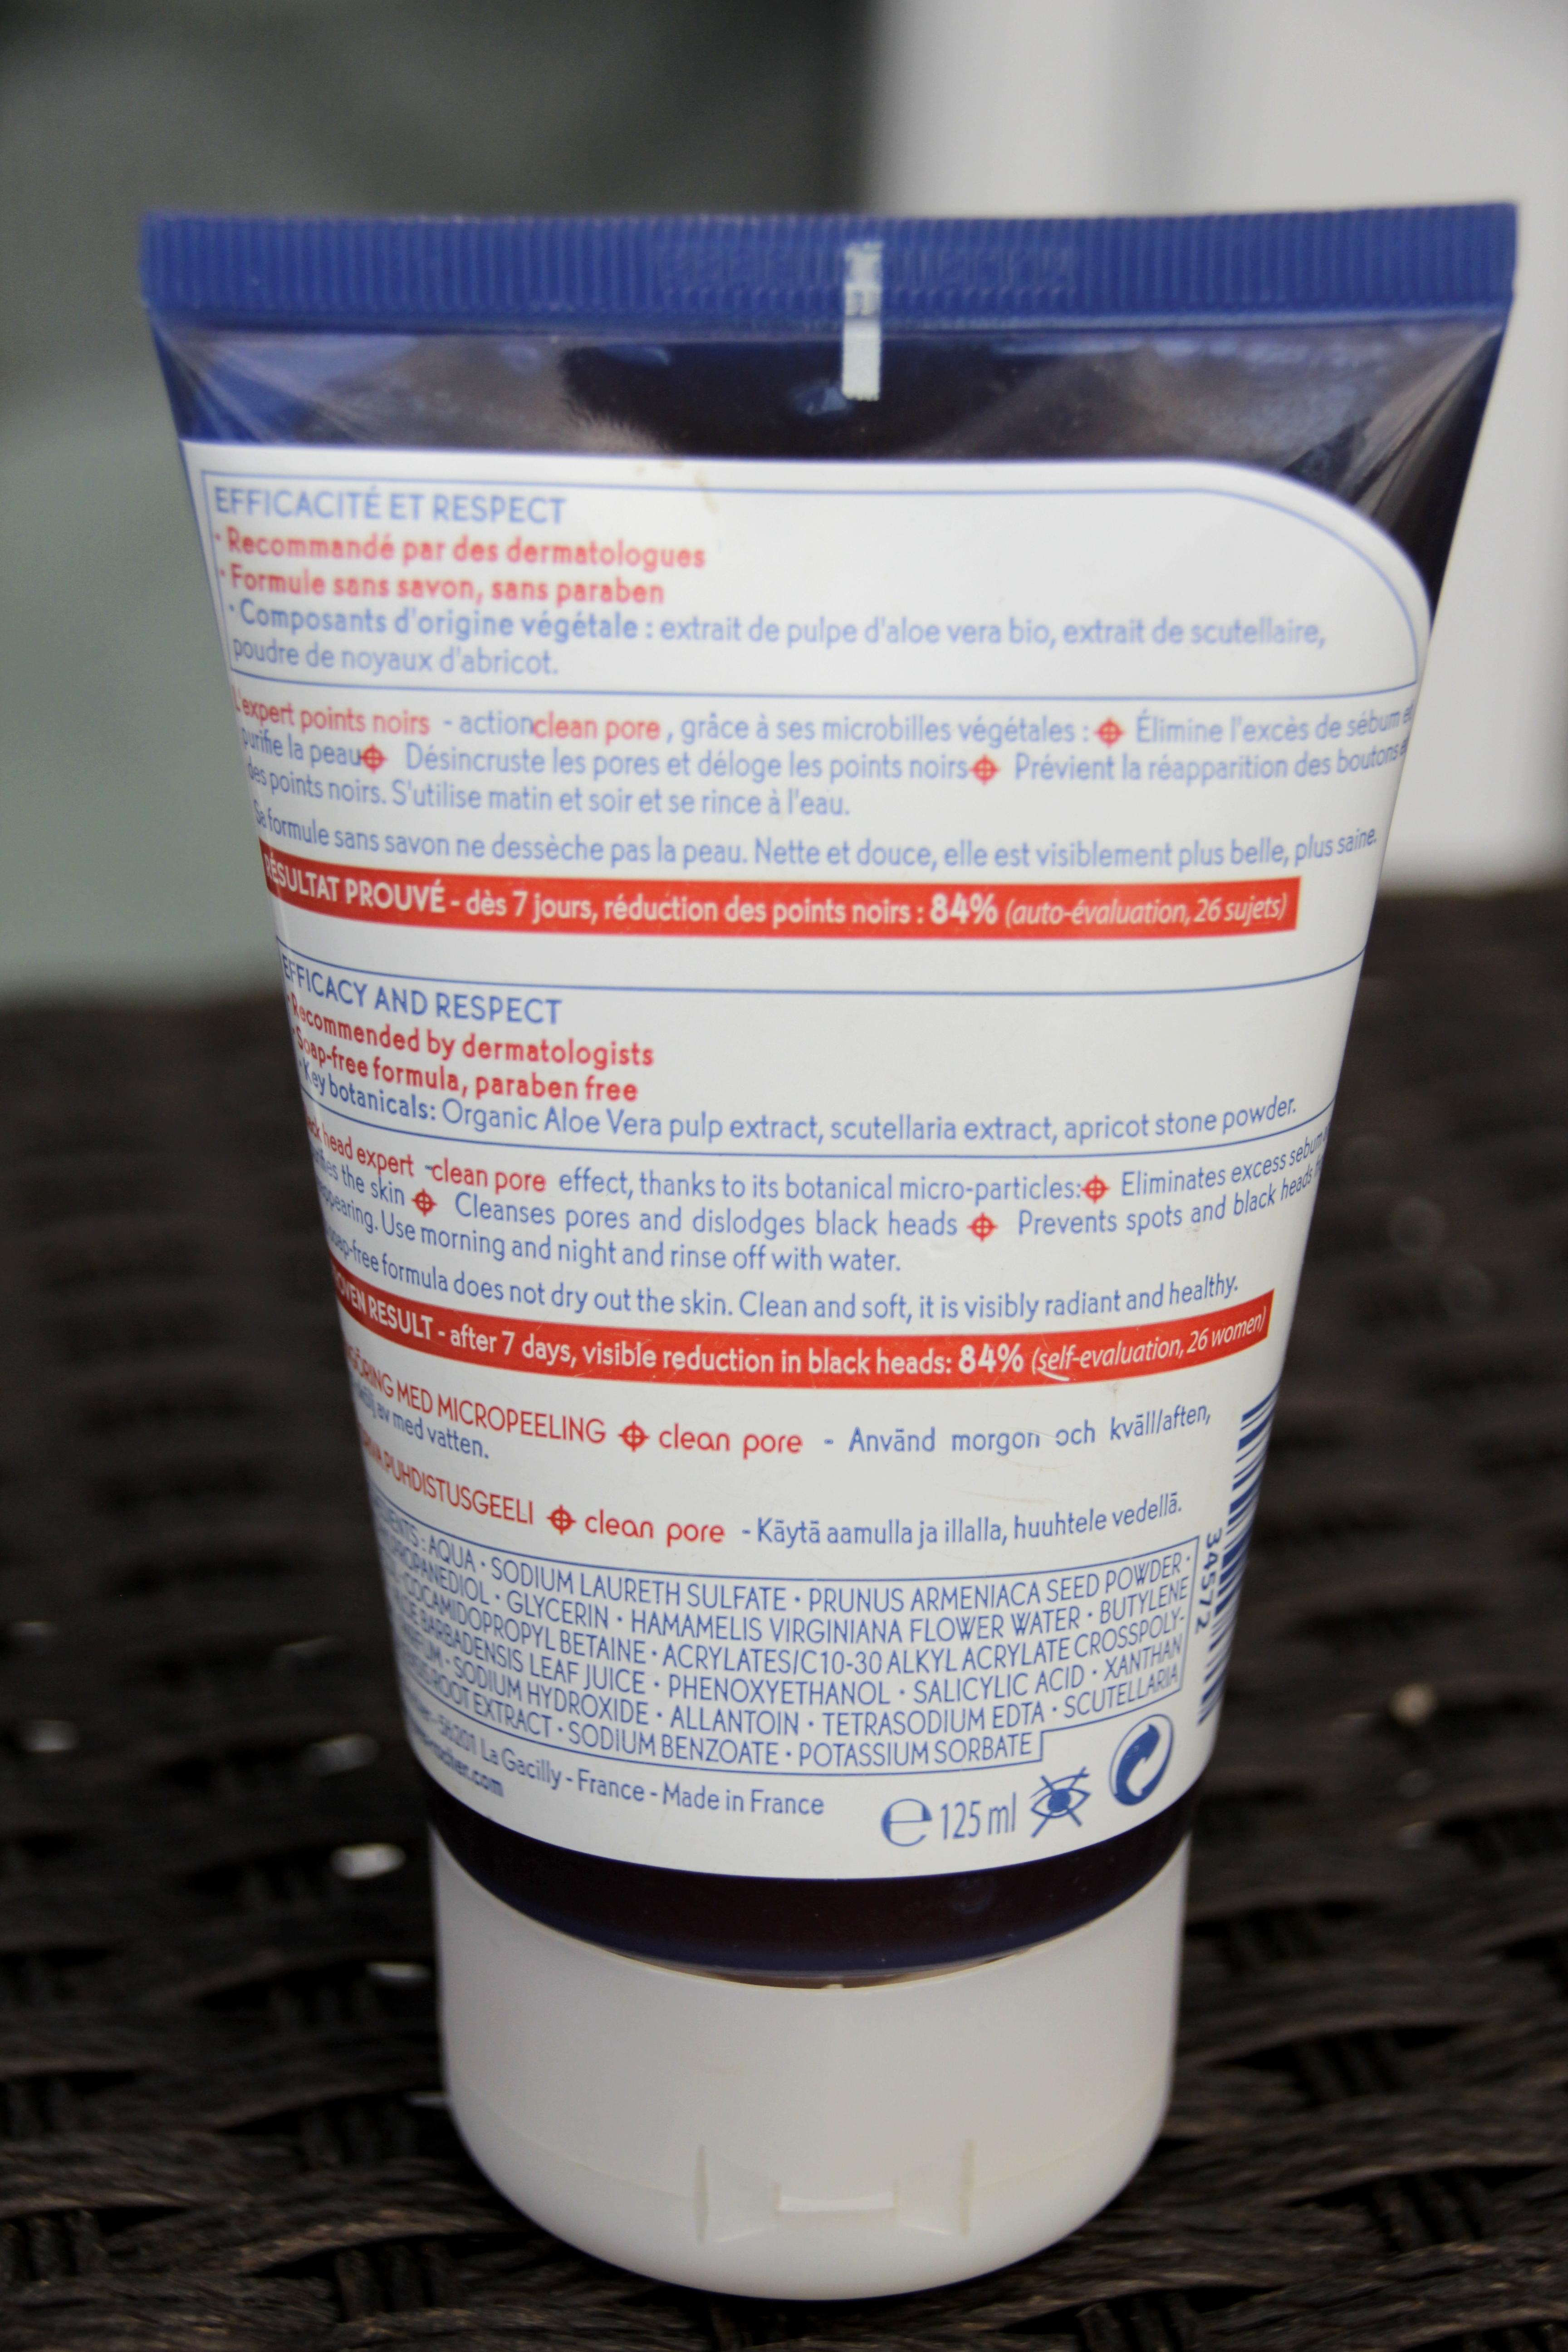 EFFICACITÉ ET RESPECT
· Recommandé par des dermatologues
· Formule sans savon, sans paraben
· Composants d'origine végétale : extrait de pulpe d'aloe vera bio, extrait de scutellaire,
poudre de noyaux d'abricot.
L'expert points noirs - action clean pore, grâce à ses microbilles végétales : Élimine l'excès de sébum et
purifie la peau Désincruste les pores et déloge les points noirs Prévient la réapparition des boutons et
des points noirs. S'utilise matin et soir et se rince à l'eau.
Sa formule sans savon ne dessèche pas la peau. Nette et douce, elle est visiblement plus belle, plus saine.
RÉSULTAT PROUVÉ - dès 7 jours, réduction des points noirs : 84% (auto-évaluation, 26 sujets)
EFFICACY AND RESPECT
· Recommended by dermatologists
· Soap-free formula, paraben free
· Key botanicals: Organic Aloe Vera pulp extract, scutellaria extract, apricot stone powder.
head expert - clean pore effect, thanks to its botanical micro-particles: Eliminates excess sebum
the skin Cleanses pores and dislodges black heads Prevents spots and black heads
Use morning and night and rinse off with water.
soap-free formula does not dry out the skin. Clean and soft, it is visibly radiant and healthy.
RESULT - after 7 days, visible reduction in black heads: 84% (self-evaluation, 26 women)
MED MICROPEELING clean pore - Använd morgon och kväll/aften,
av med vatten.
PUHDISTUSGEELI clean pore - Käytä aamulla ja illalla, huuhtele vedellä.
: AQUA · SODIUM LAURETH SULFATE · PRUNUS ARMENIACA SEED POWDER ·
· GLYCERIN · HAMAMELIS VIRGINIANA FLOWER WATER · BUTYLENE
COCAMIDOPROPYL BETAINE · ACRYLATES/C10-30 ALKYL ACRYLATE CROSSPOLY-
BARBADENSIS LEAF JUICE · PHENOXYETHANOL · SALICYLIC ACID · XANTHAN
· SODIUM HYDROXIDE · ALLANTOIN · TETRASODIUM EDTA · SCUTELLARIA
ROOT EXTRACT · SODIUM BENZOATE · POTASSIUM SORBATE
56201 La Gacilly - France - Made in France
e 125 ml
34572